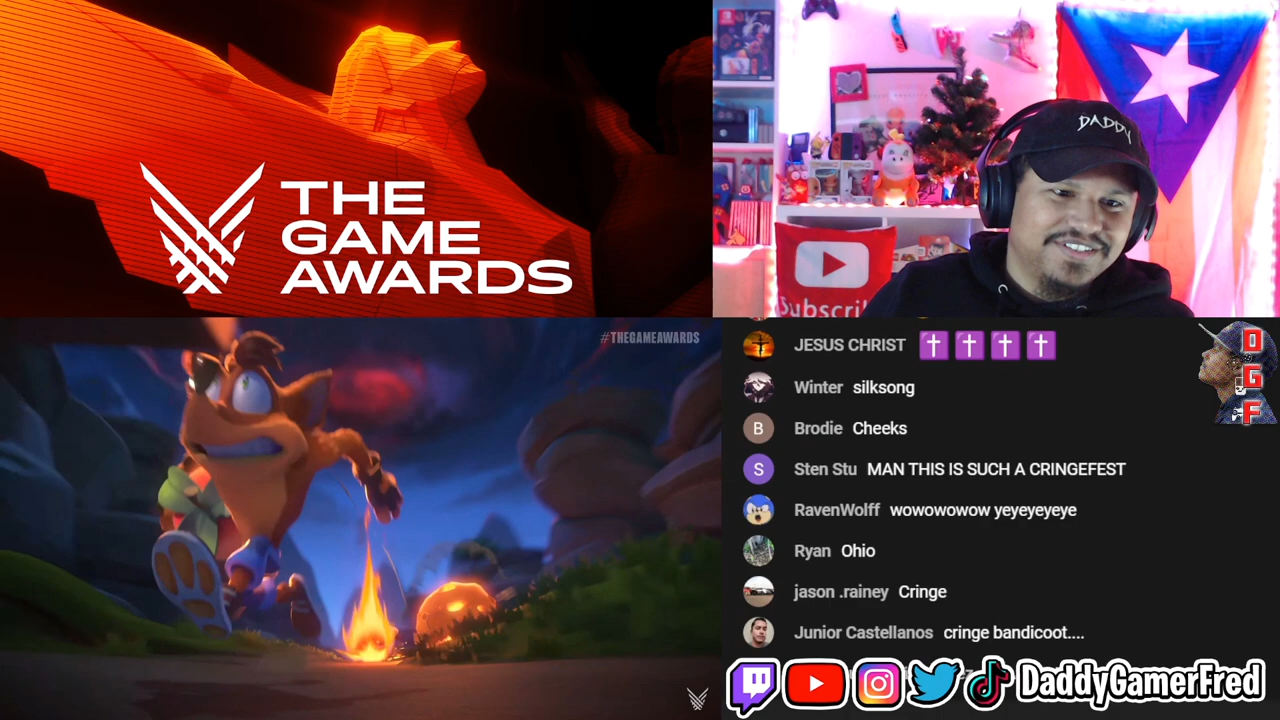 THE
GAME
AWARDS
DADDY
Subscri
#THEGAMEAWARDS
JESUS CHRIST
Winter silksong
B Brodie Cheeks
S Sten Stu MAN THIS IS SUCH A CRINGEFEST
RavenWolff wowowowow yeyeyeyeye
Ryan Ohio
jason .rainey Cringe
Junior Castellanos cringe bandicoot....
D
G
F
DaddyGamerFred